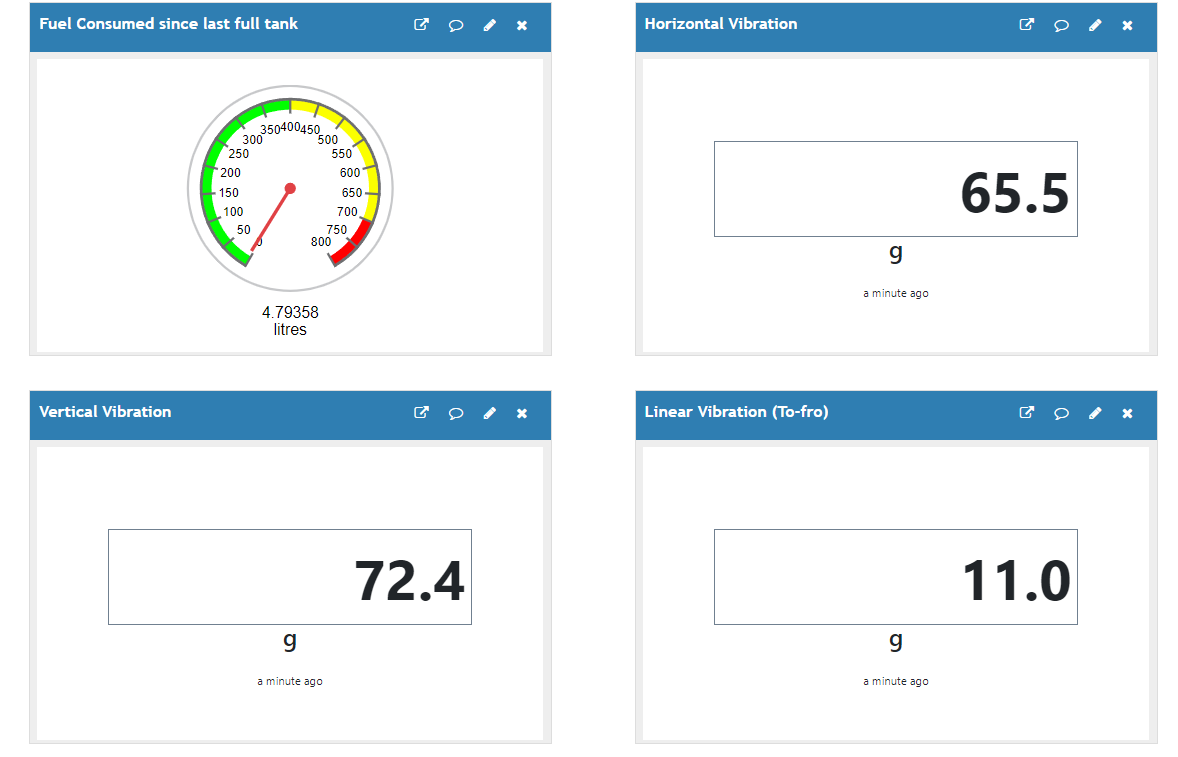 Fuel Consumed since last full tank
400
350 450
300 500
250 550
200 600
150 650
100 700
50 750
0 800
4.79358
litres
Horizontal Vibration
65.5
g
a minute ago
Vertical Vibration
72.4
g
a minute ago
Linear Vibration (To-fro)
11.0
g
a minute ago